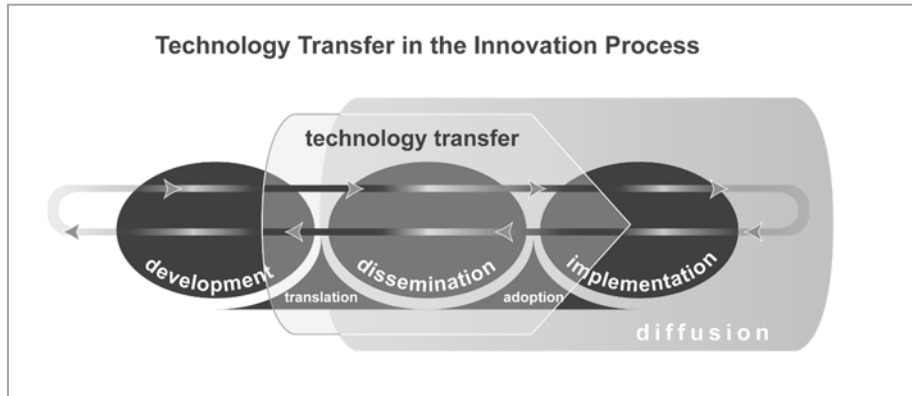 Technology Transfer in the Innovation Process
technology transfer
development
dissemination
implementation
translation
adoption
diffusion